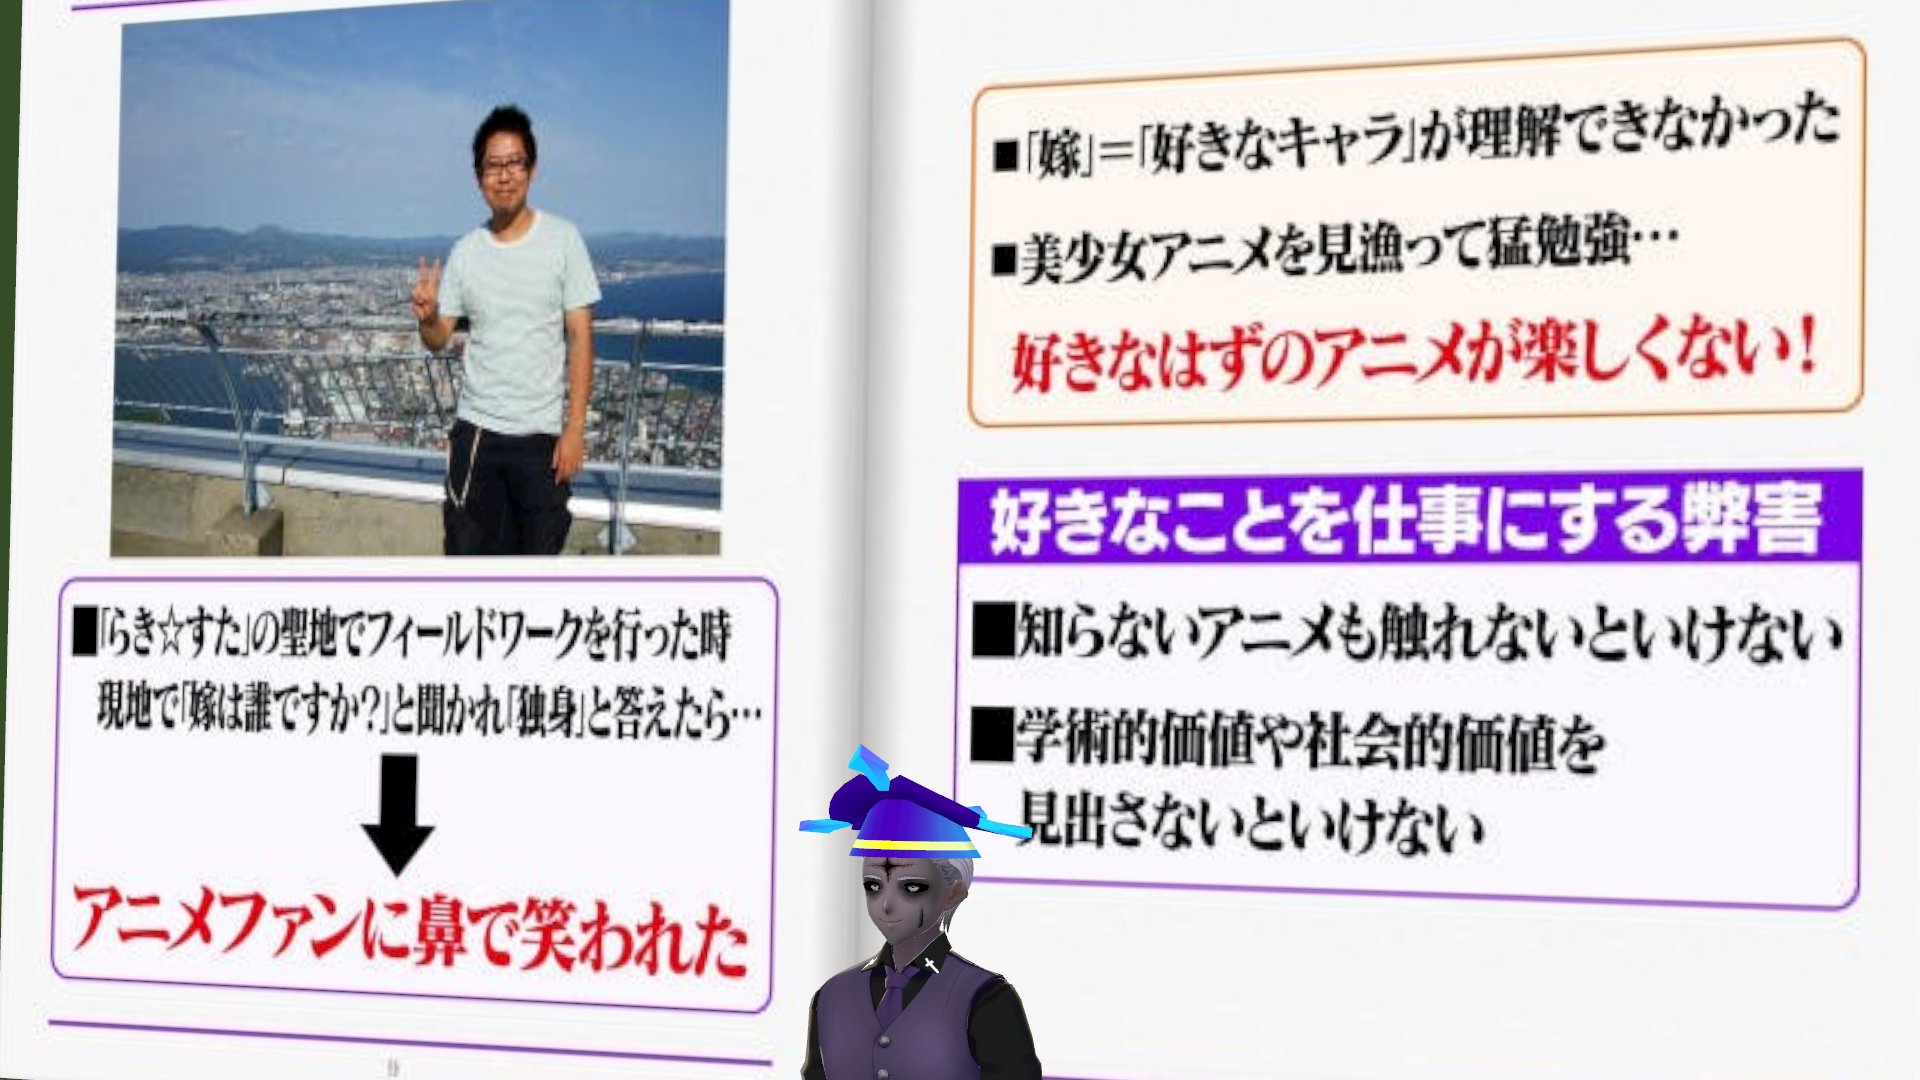 ■「らき☆すた」の聖地でフィールドワークを行った時
現地で「嫁は誰ですか?」と聞かれ「独身」と答えたら…
アニメファンに鼻で笑われた
■「嫁」=「好きなキャラ」が理解できなかった
■美少女アニメを見漁って猛勉強…
好きなはずのアニメが楽しくない!
好きなことを仕事にする弊害
■知らないアニメも触れないといけない
■学術的価値や社会的価値を
見出さないといけない